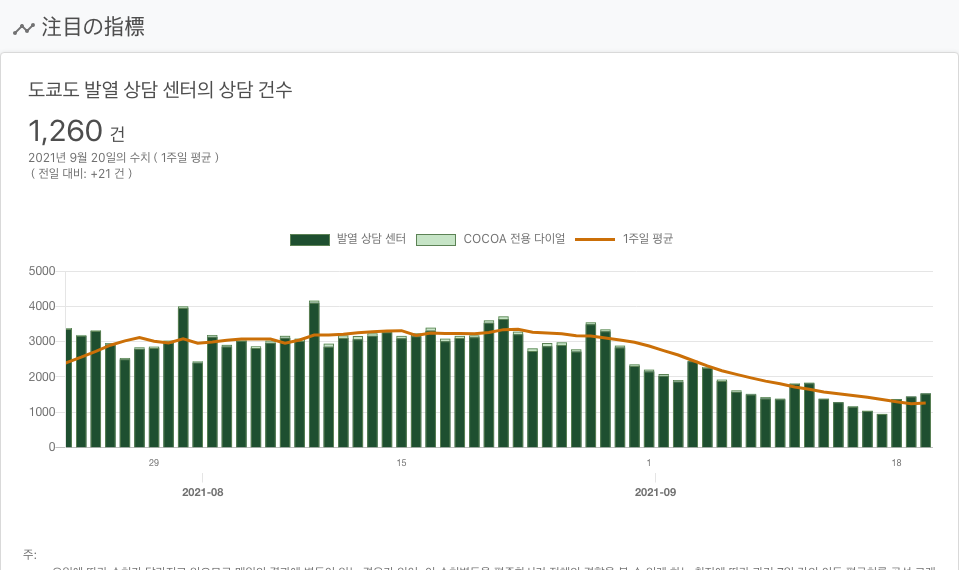 注目の指標
도쿄도 발열 상담 센터의 상담 건수
1,260 건
2021년 9월 20일의 수치 ( 1주일 평균 )
( 전일 대비: +21 건 )
발열 상담 센터 COCOA 전용 다이얼 1주일 평균
5000
4000
3000
2000
1000
0
29 15 1 18
2021-08 2021-09
주: